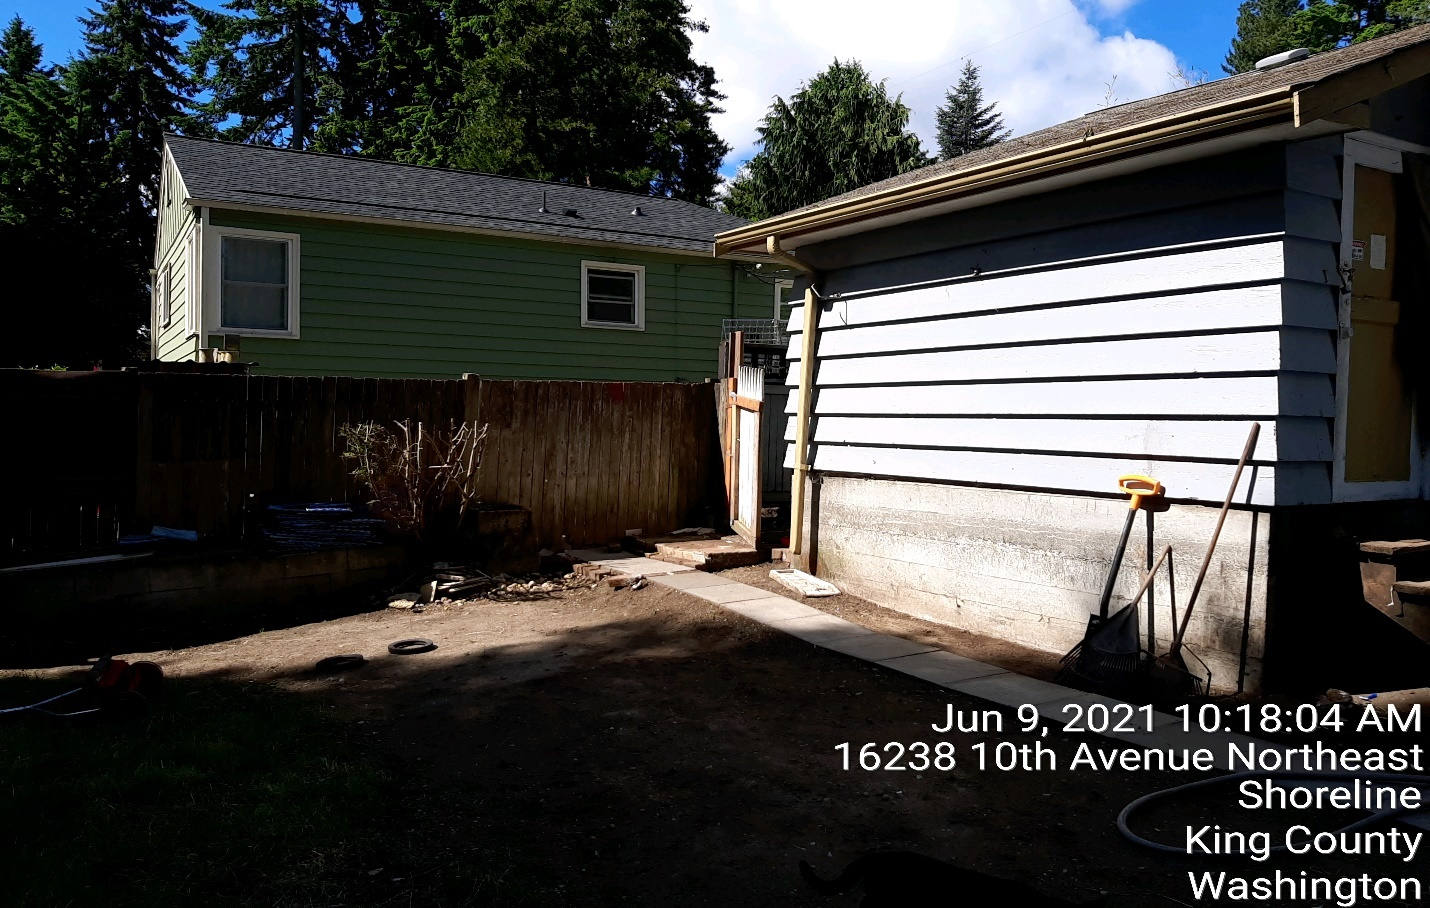 Jun 9, 2021 10:18:04 AM
16238 10th Avenue Northeast
Shoreline
King County
Washington